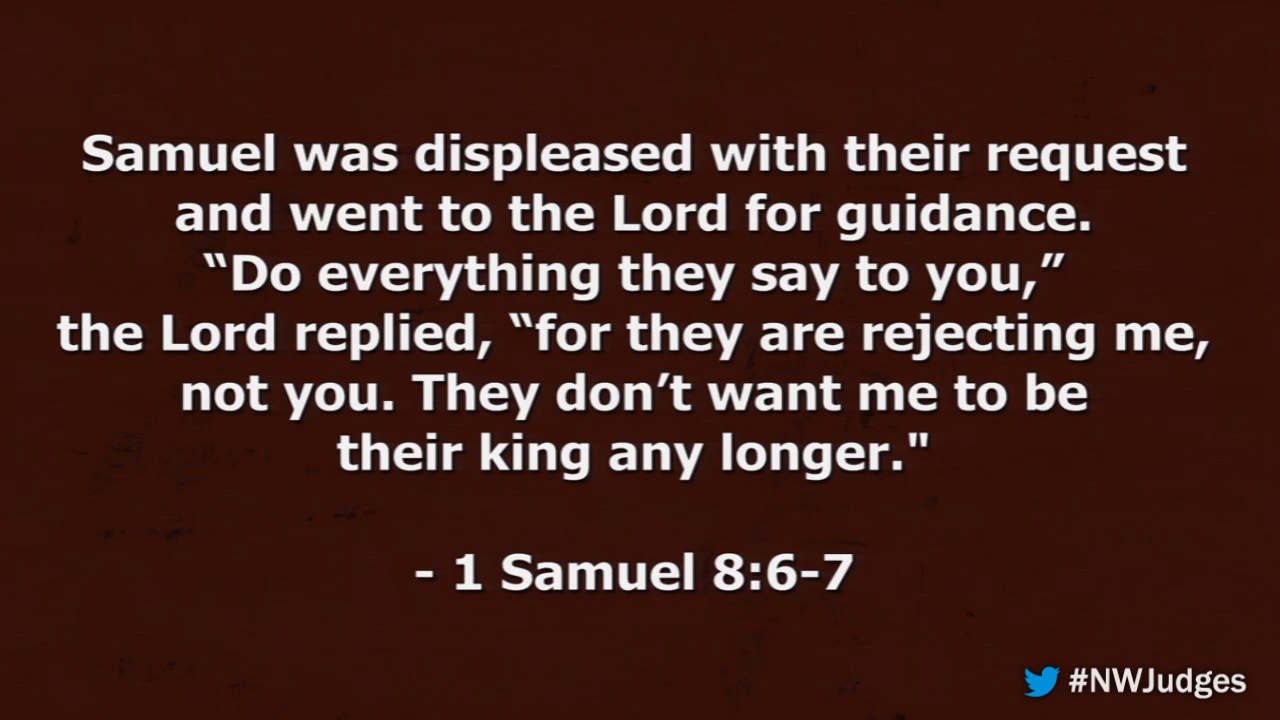 Samuel was displeased with their request
and went to the Lord for guidance.
“Do everything they say to you,”
the Lord replied, “for they are rejecting me,
not you. They don’t want me to be
their king any longer."
- 1 Samuel 8:6-7
#NWJudges